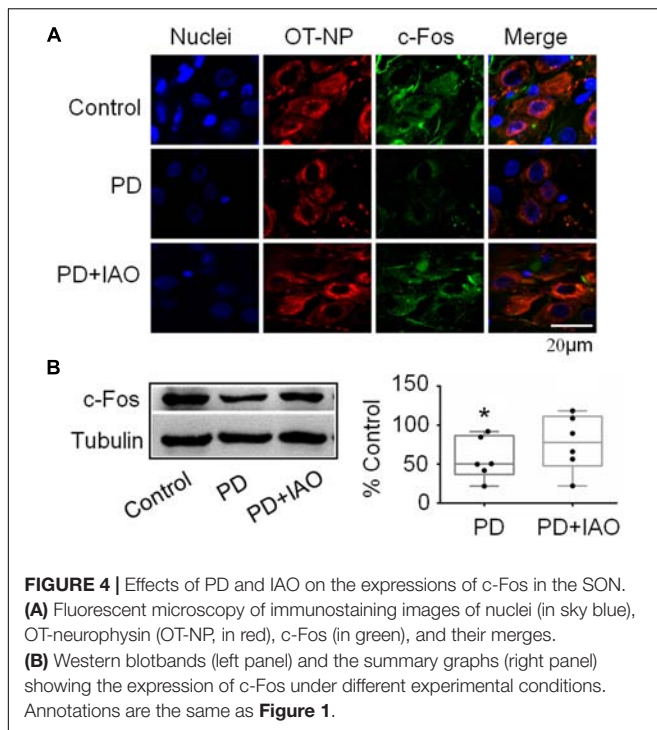 A
Nuclei OT-NP c-Fos Merge
Control
PD
PD+IAO
20µm
B
c-Fos
Tubulin
Control PD PD+IAO
% Control
150
100
50
0
*
PD PD+IAO
FIGURE 4 | Effects of PD and IAO on the expressions of c-Fos in the SON.
(A) Fluorescent microscopy of immunostaining images of nuclei (in sky blue),
OT-neurophysin (OT-NP, in red), c-Fos (in green), and their merges.
(B) Western blotbands (left panel) and the summary graphs (right panel)
showing the expression of c-Fos under different experimental conditions.
Annotations are the same as Figure 1.